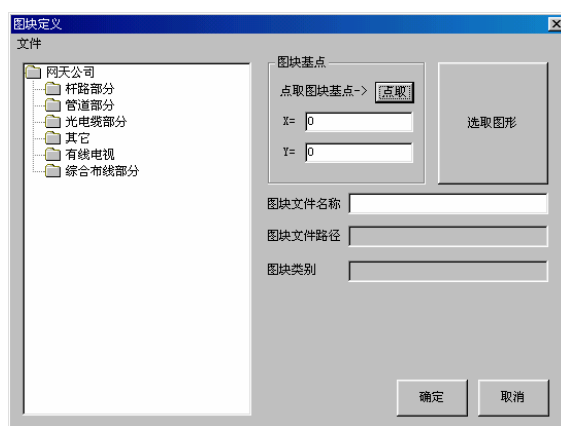 图块定义
文件
网天公司
杆路部分
管道部分
光电缆部分
其它
有线电视
综合布线部分
图块基点
点取图块基点-> 点取
X= 0
Y= 0
选取图形
图块文件名称
图块文件路径
图块类别
确定 取消